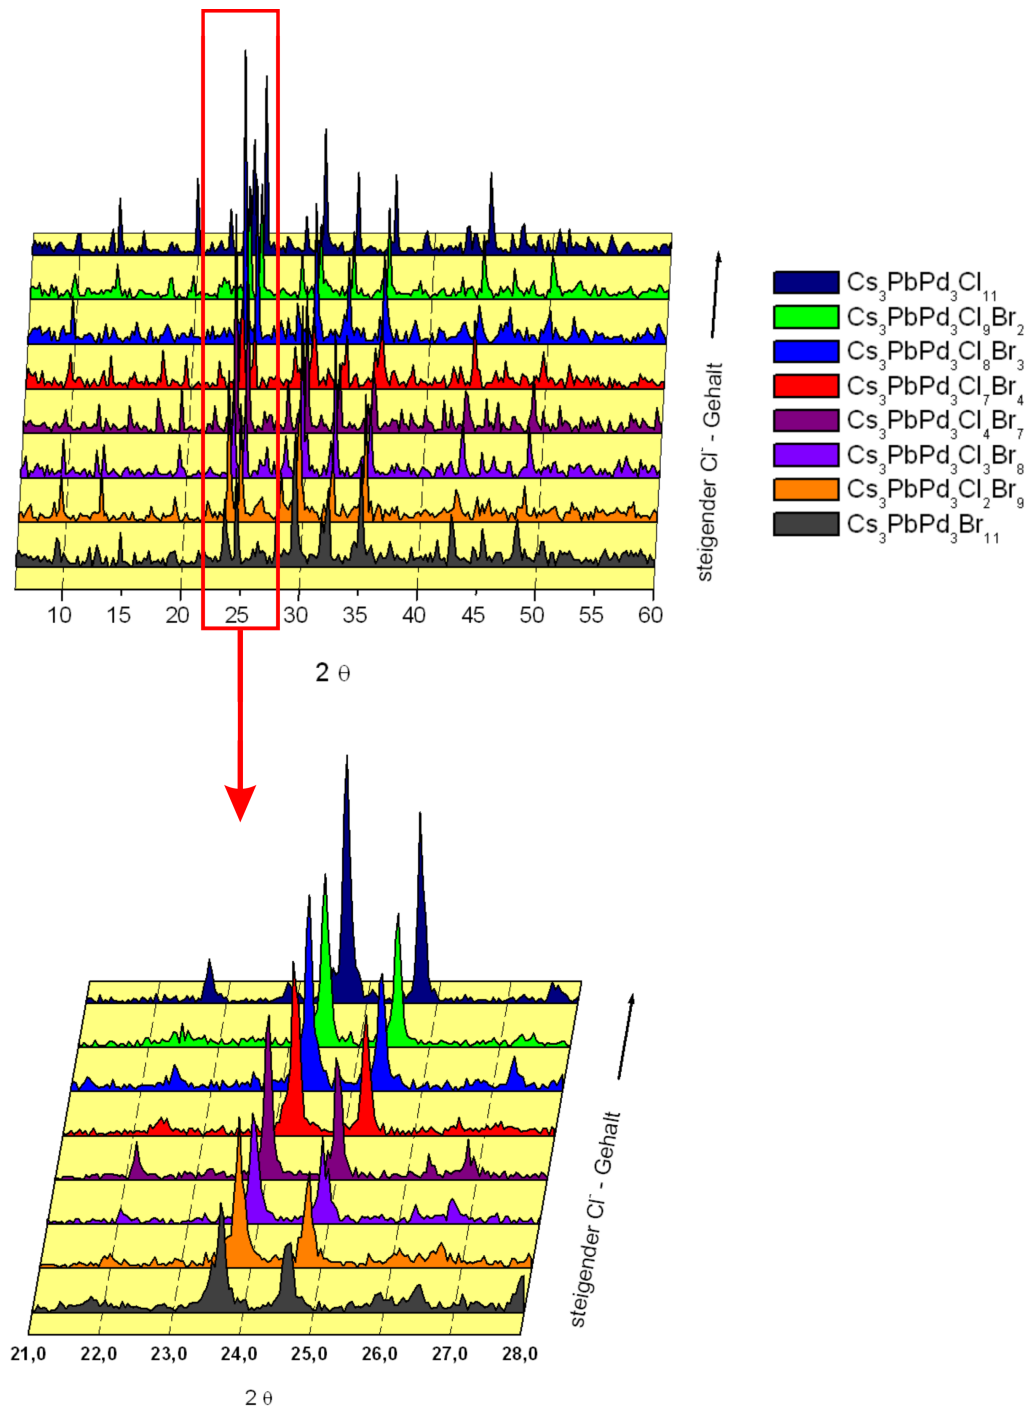 Cs₃PbPd₃Cl₁₁
Cs₃PbPd₃Cl₉Br₂
Cs₃PbPd₃Cl₈Br₃
Cs₃PbPd₃Cl₇Br₄
Cs₃PbPd₃Cl₄Br₇
Cs₃PbPd₃Cl₃Br₈
Cs₃PbPd₃Cl₂Br₉
Cs₃PbPd₃Br₁₁
steigender Cl⁻ - Gehalt
10 15 20 25 30 35 40 45 50 55 60
2 θ
steigender Cl⁻ - Gehalt
21,0 22,0 23,0 24,0 25,0 26,0 27,0 28,0
2 θ